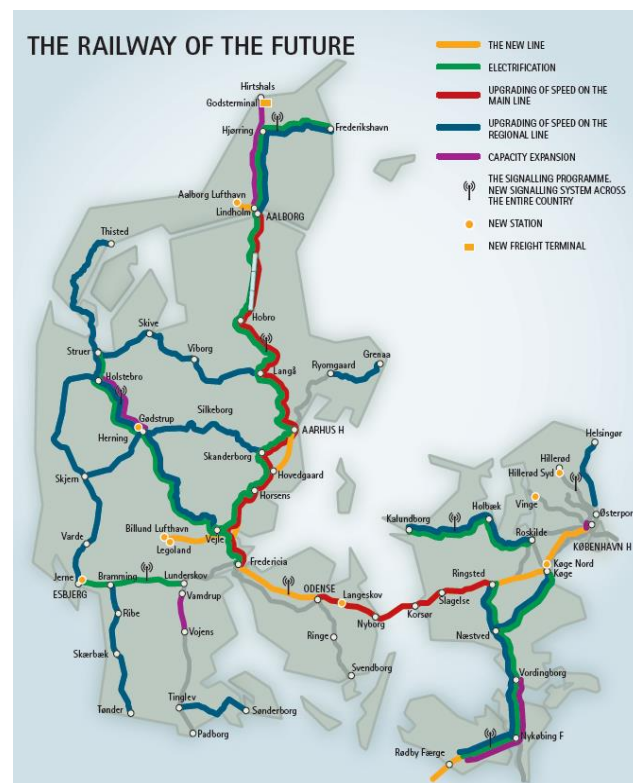 THE RAILWAY OF THE FUTURE
THE NEW LINE
ELECTRIFICATION
UPGRADING OF SPEED ON THE
MAIN LINE
UPGRADING OF SPEED ON THE
REGIONAL LINE
CAPACITY EXPANSION
THE SIGNALLING PROGRAMME.
NEW SIGNALLING SYSTEM ACROSS
THE ENTIRE COUNTRY
NEW STATION
NEW FREIGHT TERMINAL
Hirtshals
Godsterminal
Hjørring
Frederikshavn
Aalborg Lufthavn
Lindholm
AALBORG
Thisted
Hobro
Skive
Viborg
Struer
Langå
Ryomgaard
Grenaa
Holstebro
Gødstrup
Silkeborg
AARHUS H
Herning
Skanderborg
Hovedgaard
Skjern
Horsens
Helsingør
Hillerød
Hillerød Syd
Holbæk
Vinge
Østerport
Kalundborg
Roskilde
KØBENHAVN H
Billund Lufthavn
Legoland
Vejle
Varde
Fredericia
Køge Nord
Køge
Ringsted
Jerne
ESBJERG
Bramming
Lunderskov
Vamdrup
ODENSE
Langeskov
Slagelse
Korsør
Nyborg
Ribe
Vojens
Ringe
Næstved
Skærbæk
Svendborg
Vordingborg
Tønder
Tinglev
Sønderborg
Padborg
Nykøbing F
Rødby Færge